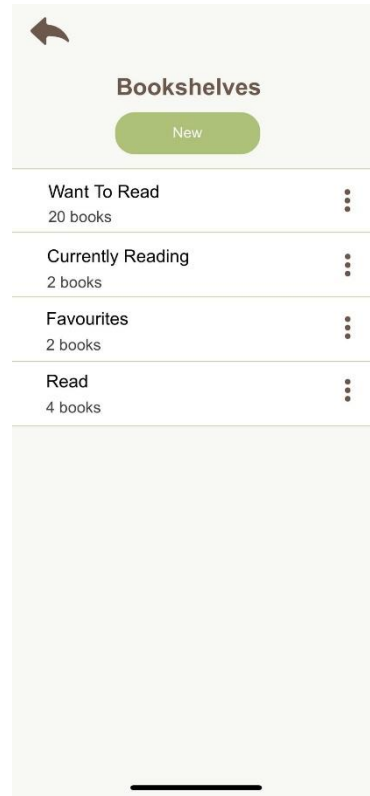 Bookshelves
New
Want To Read
20 books
Currently Reading
2 books
Favourites
2 books
Read
4 books